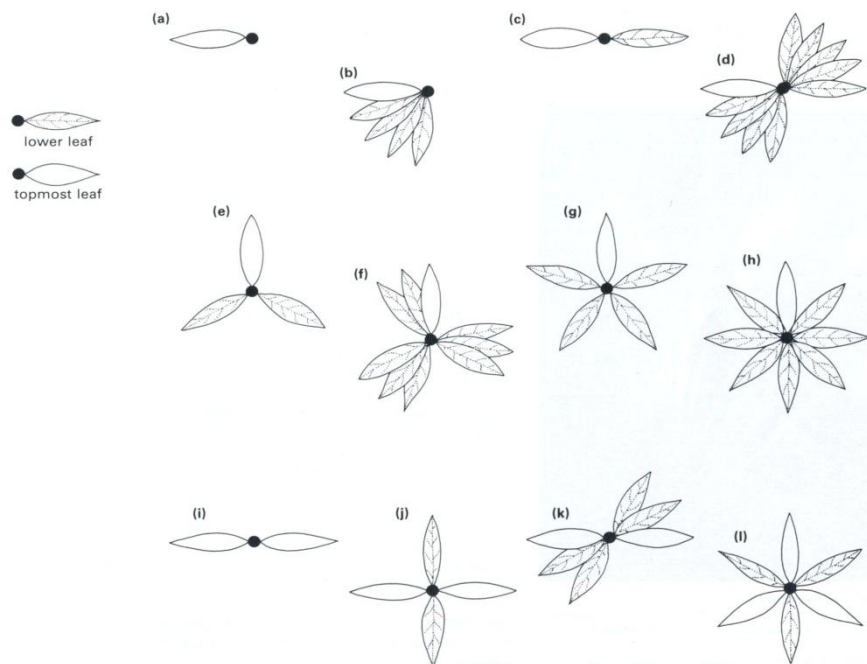 (a)
(c)
(b)
(d)
lower leaf
topmost leaf
(e)
(g)
(f)
(h)
(i)
(j)
(k)
(l)